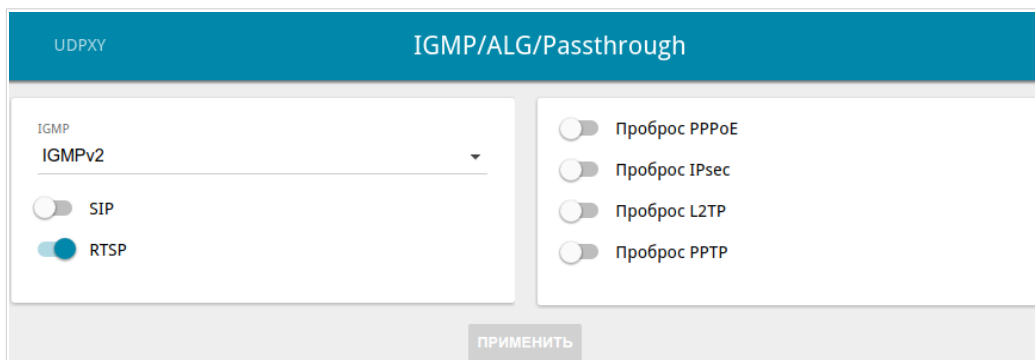 UDPXY
IGMP/ALG/Passthrough
IGMP
IGMPv2
SIP
RTSP
Проброс PPPoE
Проброс IPsec
Проброс L2TP
Проброс PPTP
ПРИМЕНИТЬ